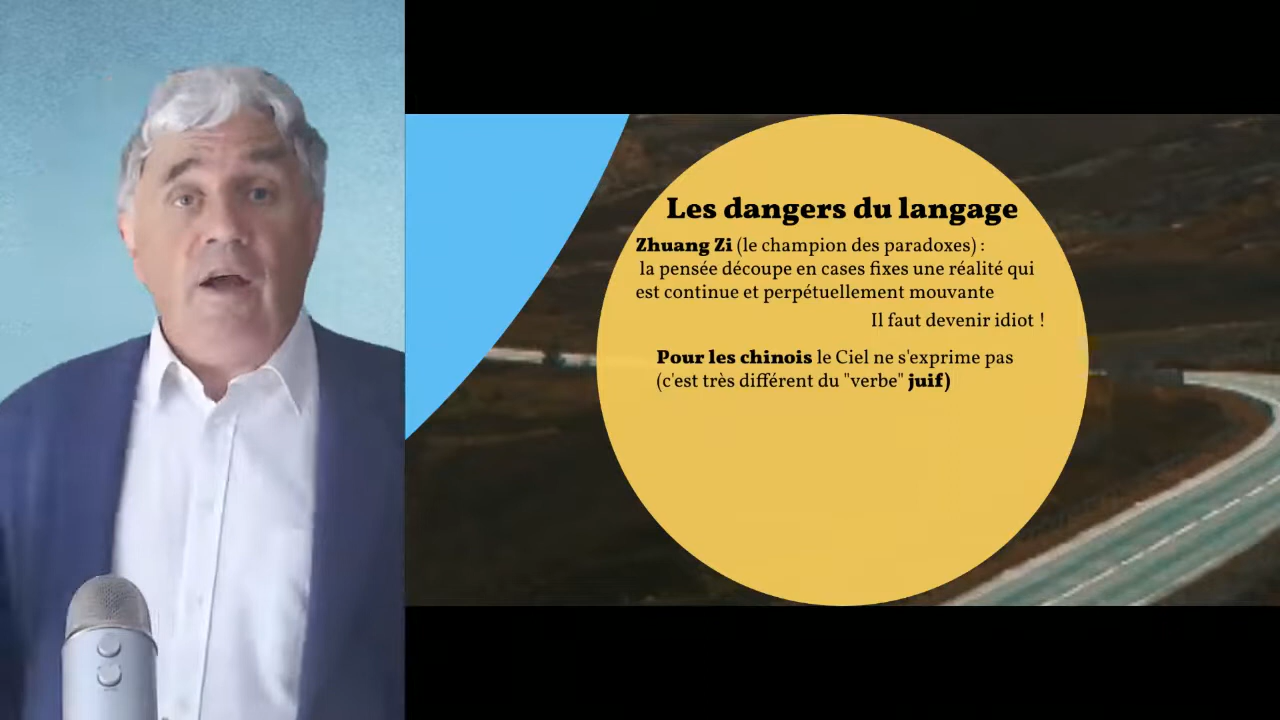 Les dangers du langage
Zhuang Zi (le champion des paradoxes) :
la pensée découpe en cases fixes une réalité qui
est continue et perpétuellement mouvante
Il faut devenir idiot !
Pour les chinois le Ciel ne s'exprime pas
(c'est très différent du "verbe" juif)